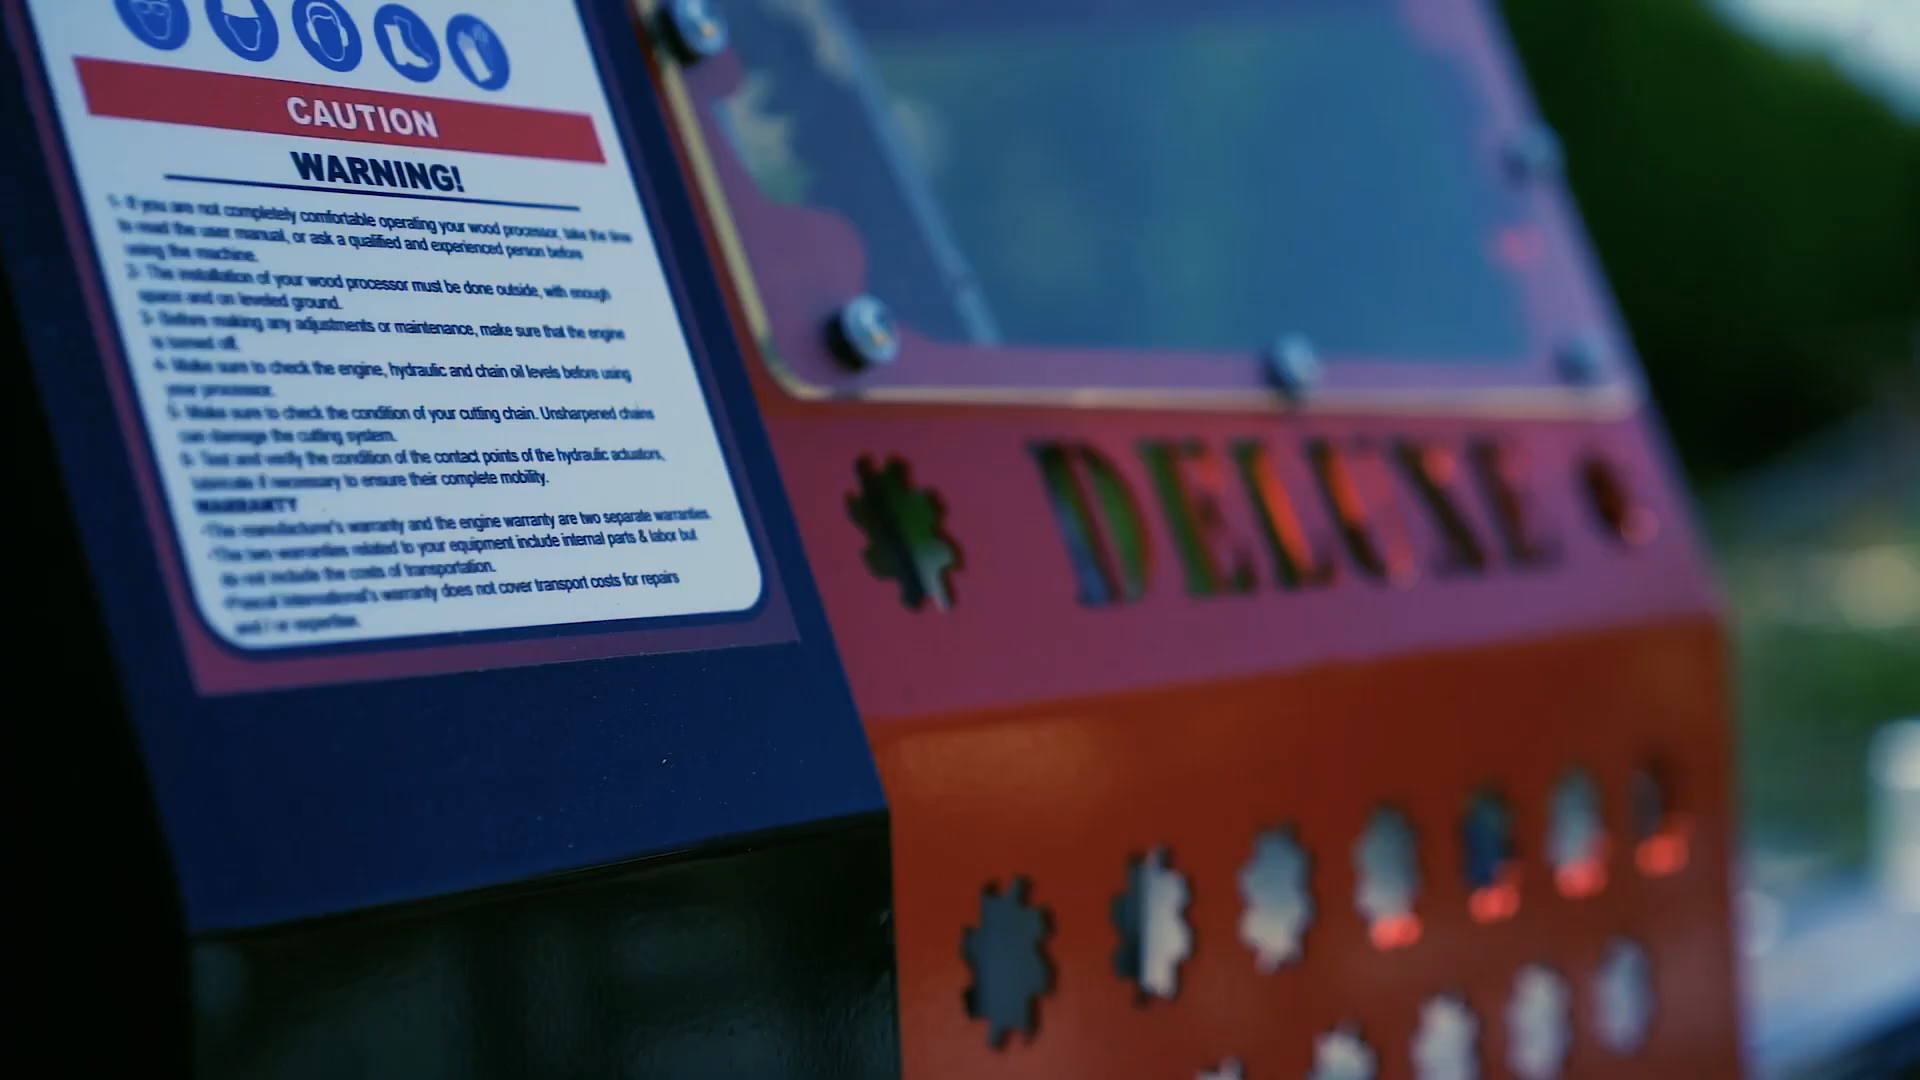 CAUTION
WARNING!
1- If you are not completely comfortable operating your wood processor, take the time
to read the user manual, or ask a qualified and experienced person before
using the machine.
2- The installation of your wood processor must be done outside, with enough
space and on leveled ground.
3- Before making any adjustments or maintenance, make sure that the engine
is turned off.
4- Make sure to check the engine, hydraulic and chain oil levels before using
your processor.
5- Make sure to check the condition of your cutting chain. Unsharpened chains
can damage the cutting system.
6- Test and verify the condition of the contact points of the hydraulic actuators,
lubricate if necessary to ensure their complete mobility.
WARRANTY
-The manufacturer's warranty and the engine warranty are two separate warranties.
-The two warranties related to your equipment include internal parts & labor but
do not include the costs of transportation.
International's warranty does not cover transport costs for repairs
and / or expertise.
DELUXE